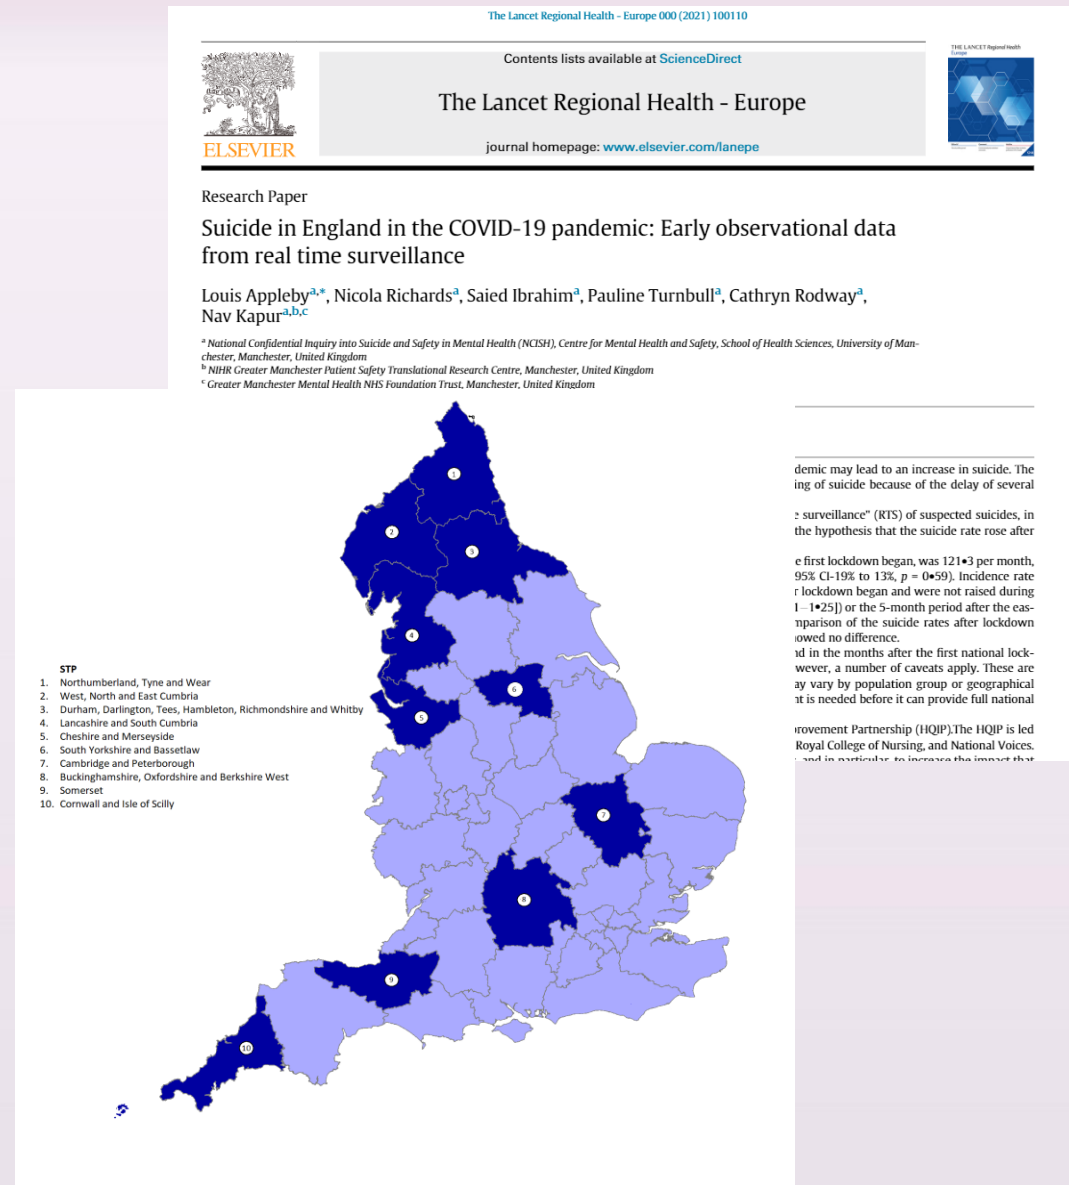 The Lancet Regional Health - Europe 000 (2021) 100110
Contents lists available at ScienceDirect
The Lancet Regional Health - Europe
journal homepage: www.elsevier.com/lanepe
ELSEVIER
THE LANCET Regional Health
Europe
Research Paper
Suicide in England in the COVID-19 pandemic: Early observational data
from real time surveillance
Louis Appleby a,*, Nicola Richards a, Saied Ibrahim a, Pauline Turnbull a, Cathryn Rodway a,
Nav Kapur a,b,c
a National Confidential Inquiry into Suicide and Safety in Mental Health (NCISH), Centre for Mental Health and Safety, School of Health Sciences, University of Man-
chester, Manchester, United Kingdom
b NIHR Greater Manchester Patient Safety Translational Research Centre, Manchester, United Kingdom
c Greater Manchester Mental Health NHS Foundation Trust, Manchester, United Kingdom
demic may lead to an increase in suicide. The
ing of suicide because of the delay of several
e surveillance" (RTS) of suspected suicides, in
the hypothesis that the suicide rate rose after
e first lockdown began, was 121•3 per month,
95% CI-19% to 13%, p = 0•59). Incidence rate
r lockdown began and were not raised during
1–1•25]) or the 5-month period after the eas-
mparison of the suicide rates after lockdown
owed no difference.
nd in the months after the first national lock-
wever, a number of caveats apply. These are
ay vary by population group or geographical
nt is needed before it can provide full national
provement Partnership (HQIP).The HQIP is led
Royal College of Nursing, and National Voices.
and in particular, to increase the impact that
STP
1. Northumberland, Tyne and Wear
2. West, North and East Cumbria
3. Durham, Darlington, Tees, Hambleton, Richmondshire and Whitby
4. Lancashire and South Cumbria
5. Cheshire and Merseyside
6. South Yorkshire and Bassetlaw
7. Cambridge and Peterborough
8. Buckinghamshire, Oxfordshire and Berkshire West
9. Somerset
10. Cornwall and Isle of Scilly
1
2
3
4
5
6
7
8
9
10